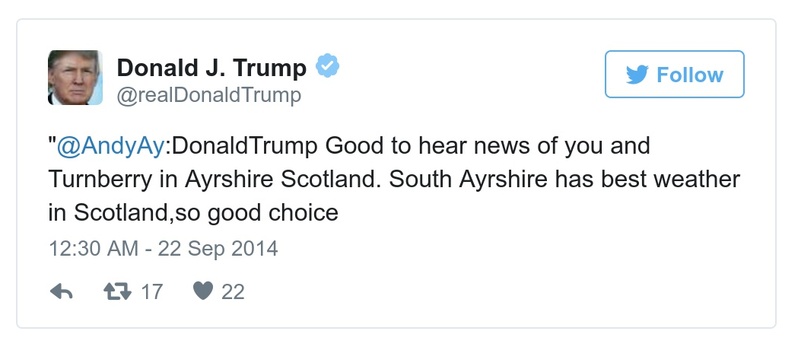 Donald J. Trump
@realDonaldTrump
Follow
"@AndyAy:DonaldTrump Good to hear news of you and
Turnberry in Ayrshire Scotland. South Ayrshire has best weather
in Scotland,so good choice
12:30 AM - 22 Sep 2014
17 22